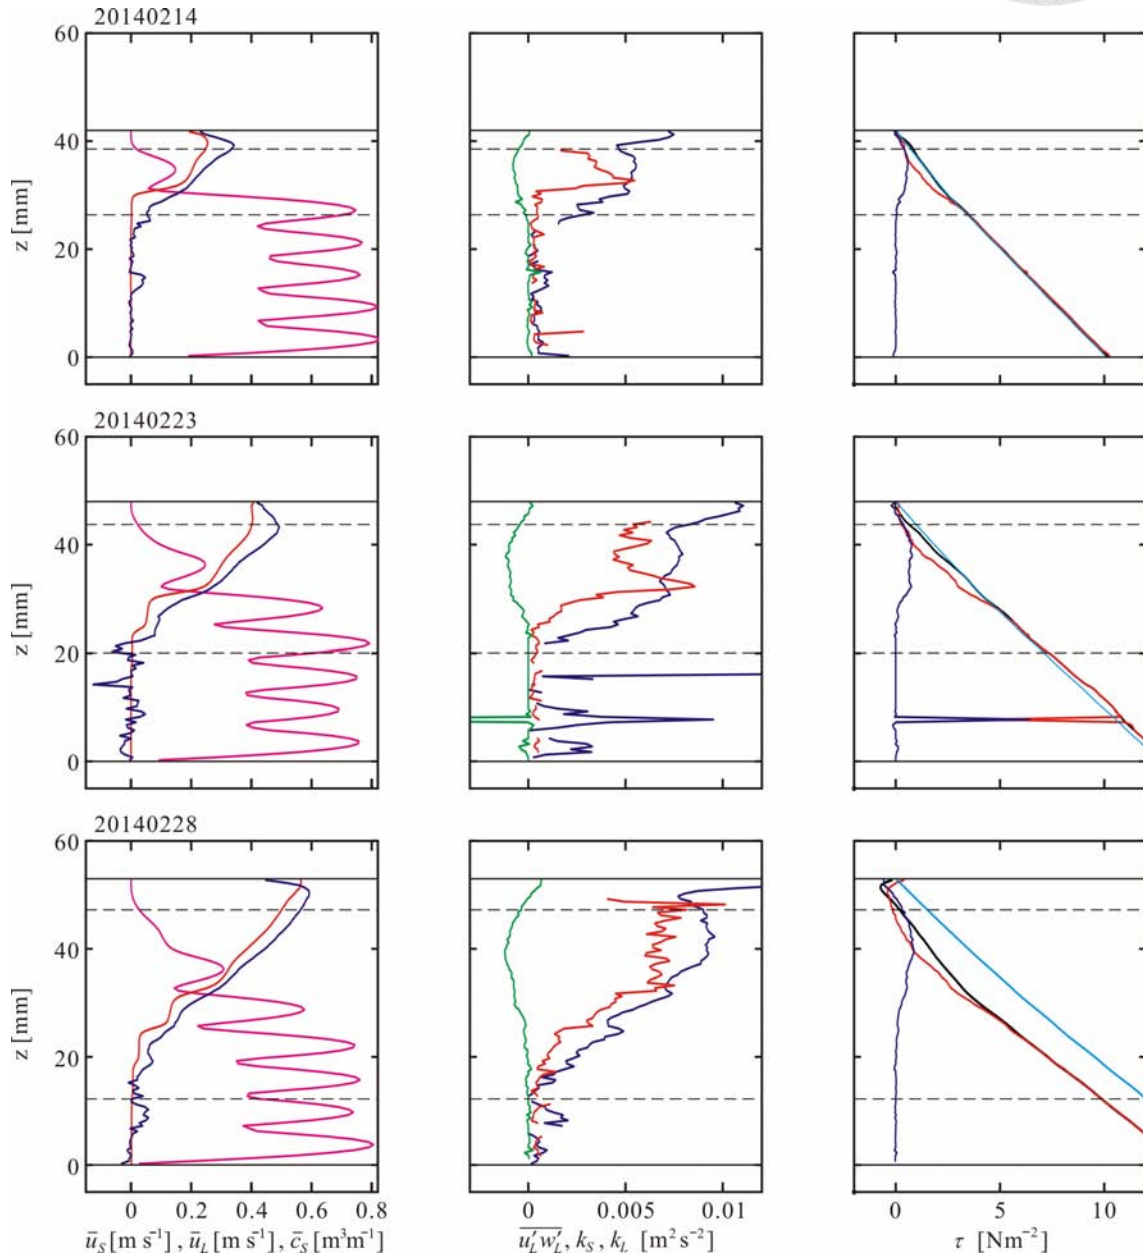 20140214
60
40
20
0
z [mm]
20140223
60
40
20
0
z [mm]
20140228
60
40
20
0
z [mm]
0 0.2 0.4 0.6 0.8
0 0.005 0.01
0 5 10
ū_S [m s⁻¹] , ū_L [m s⁻¹], c̄_S [m³m⁻¹]
u'_L w'_L, k_S , k_L [m² s⁻²]
τ [Nm⁻²]